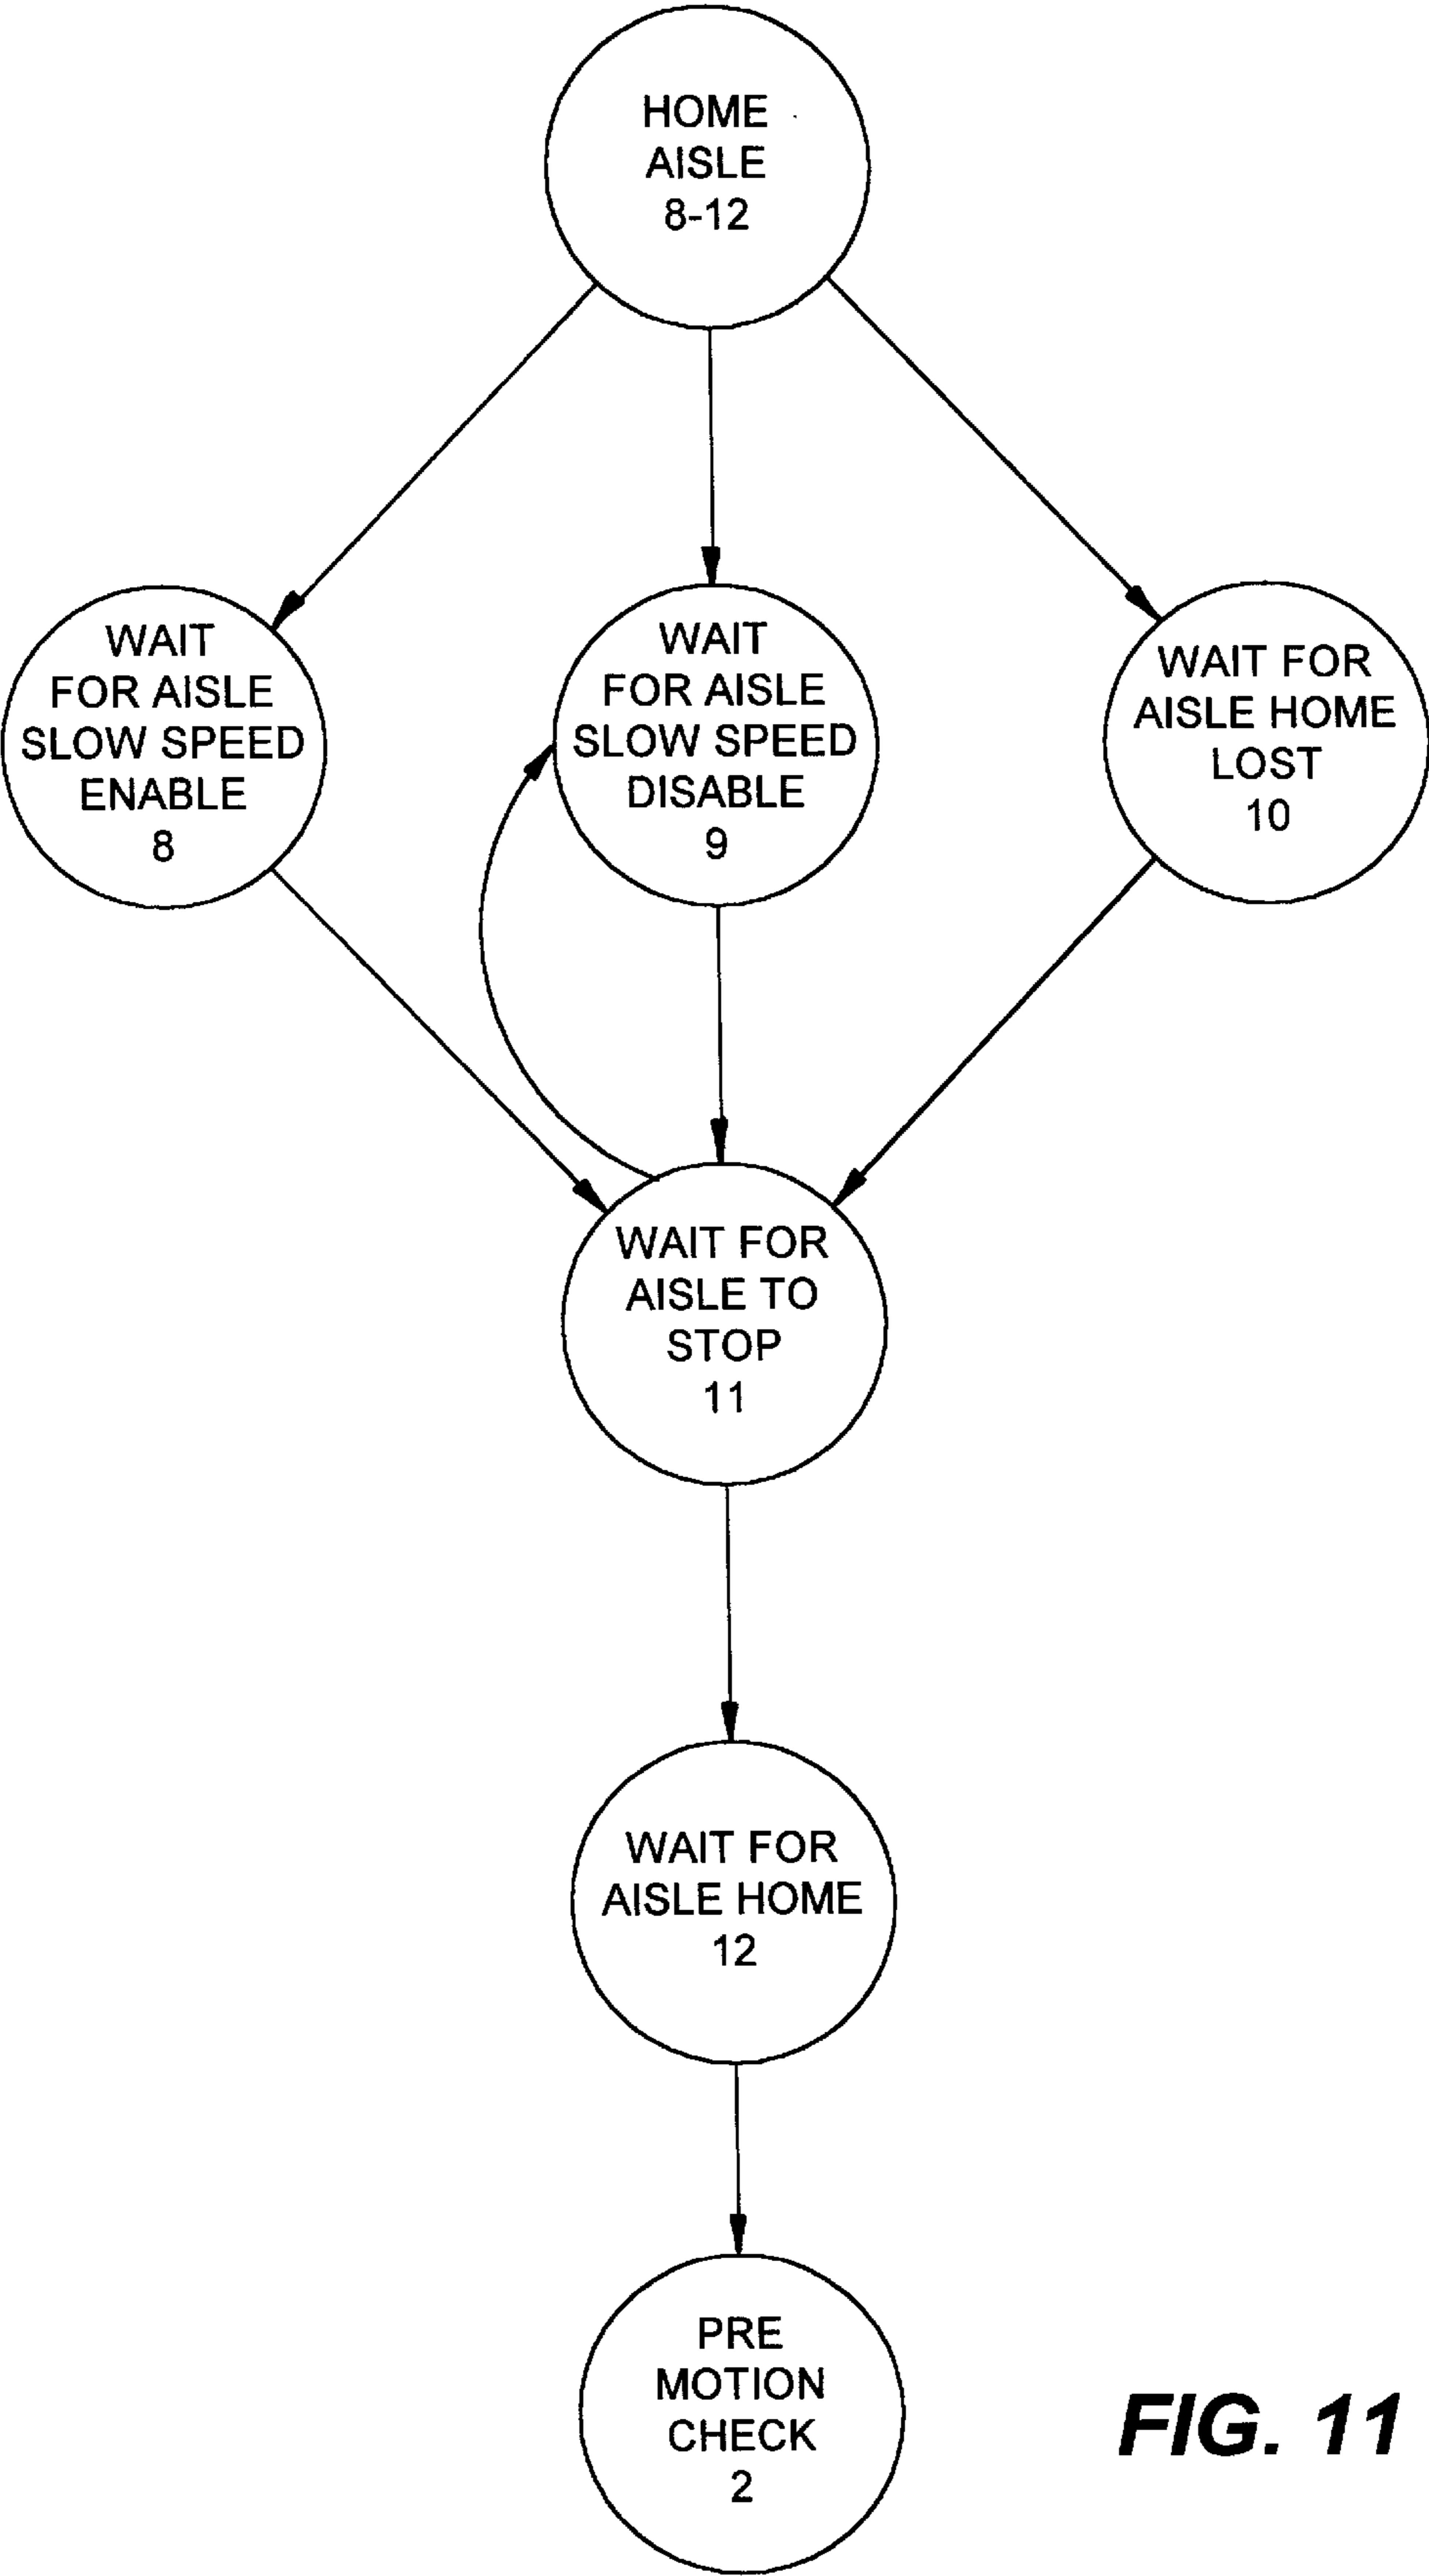 HOME
AISLE
8-12
WAIT
FOR AISLE
SLOW SPEED
ENABLE
8
WAIT
FOR AISLE
SLOW SPEED
DISABLE
9
WAIT FOR
AISLE HOME
LOST
10
WAIT FOR
AISLE TO
STOP
11
WAIT FOR
AISLE HOME
12
PRE
MOTION
CHECK
2
FIG. 11